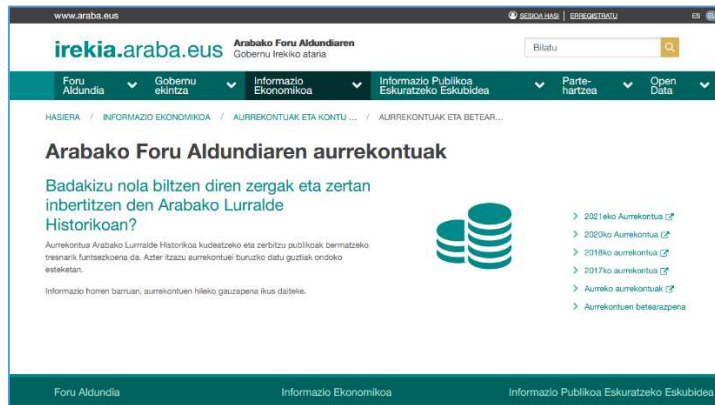 www.araba.eus
SESIOA HASI | ERREGISTRATU
ES
irekia.araba.eus
Arabako Foru Aldundiaren
Gobernu Irekiko ataria
Bilatu
Foru
Aldundia
Gobernu
ekintza
Informazio
Ekonomikoa
Informazio Publikoa
Eskuratzeko Eskubidea
Parte-
hartzea
Open
Data
HASIERA / INFORMAZIO EKONOMIKOA / AURREKONTUAK ETA KONTU ... / AURREKONTUAK ETA BETEAR...
Arabako Foru Aldundiaren aurrekontuak
Badakizu nola biltzen diren zergak eta zertan
inbertitzen den Arabako Lurralde
Historikoan?
Aurrekontua Arabako Lurralde Historikoa kudeatzeko eta zerbitzu publikoak bermatzeko
tresnarik funtsezkoena da. Azter itzazu aurrekontuei buruzko datu guztiak ondoko
esteketan.
Informazio horren barruan, aurrekontuen hileko gauzapena ikus daiteke.
2021eko Aurrekontua
2020ko Aurrekontua
2018ko aurrekontua
2017ko aurrekontua
Aurreko aurrekontuak
Aurrekontuen betearazpena
Foru Aldundia
Informazio Ekonomikoa
Informazio Publikoa Eskuratzeko Eskubidea